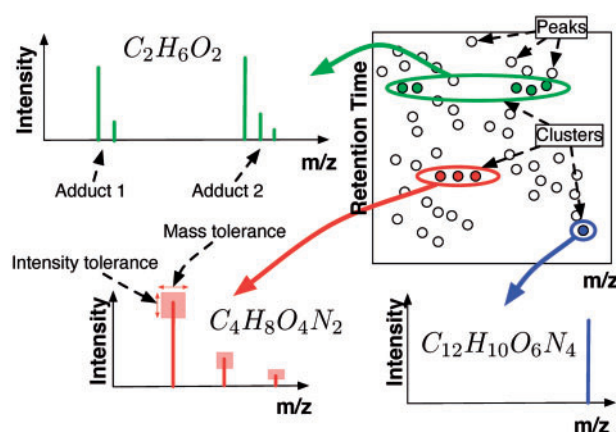 Peaks
C₂H₆O₂
Intensity
m/z
Adduct 1
Adduct 2
Retention Time
Clusters
m/z
Mass tolerance
Intensity tolerance
Intensity
C₄H₈O₄N₂
m/z
Intensity
C₁₂H₁₀O₆N₄
m/z